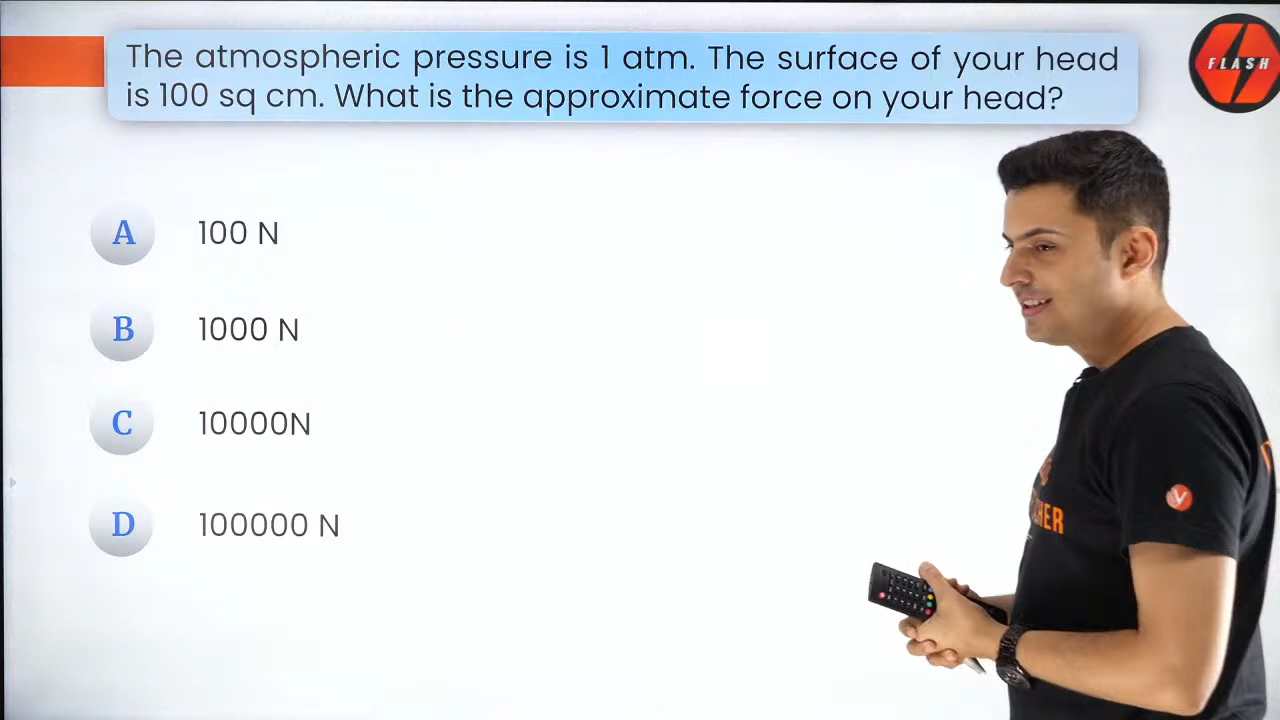 The atmospheric pressure is 1 atm. The surface of your head
is 100 sq cm. What is the approximate force on your head?
FLASH
A 100 N
B 1000 N
C 10000N
D 100000 N
V